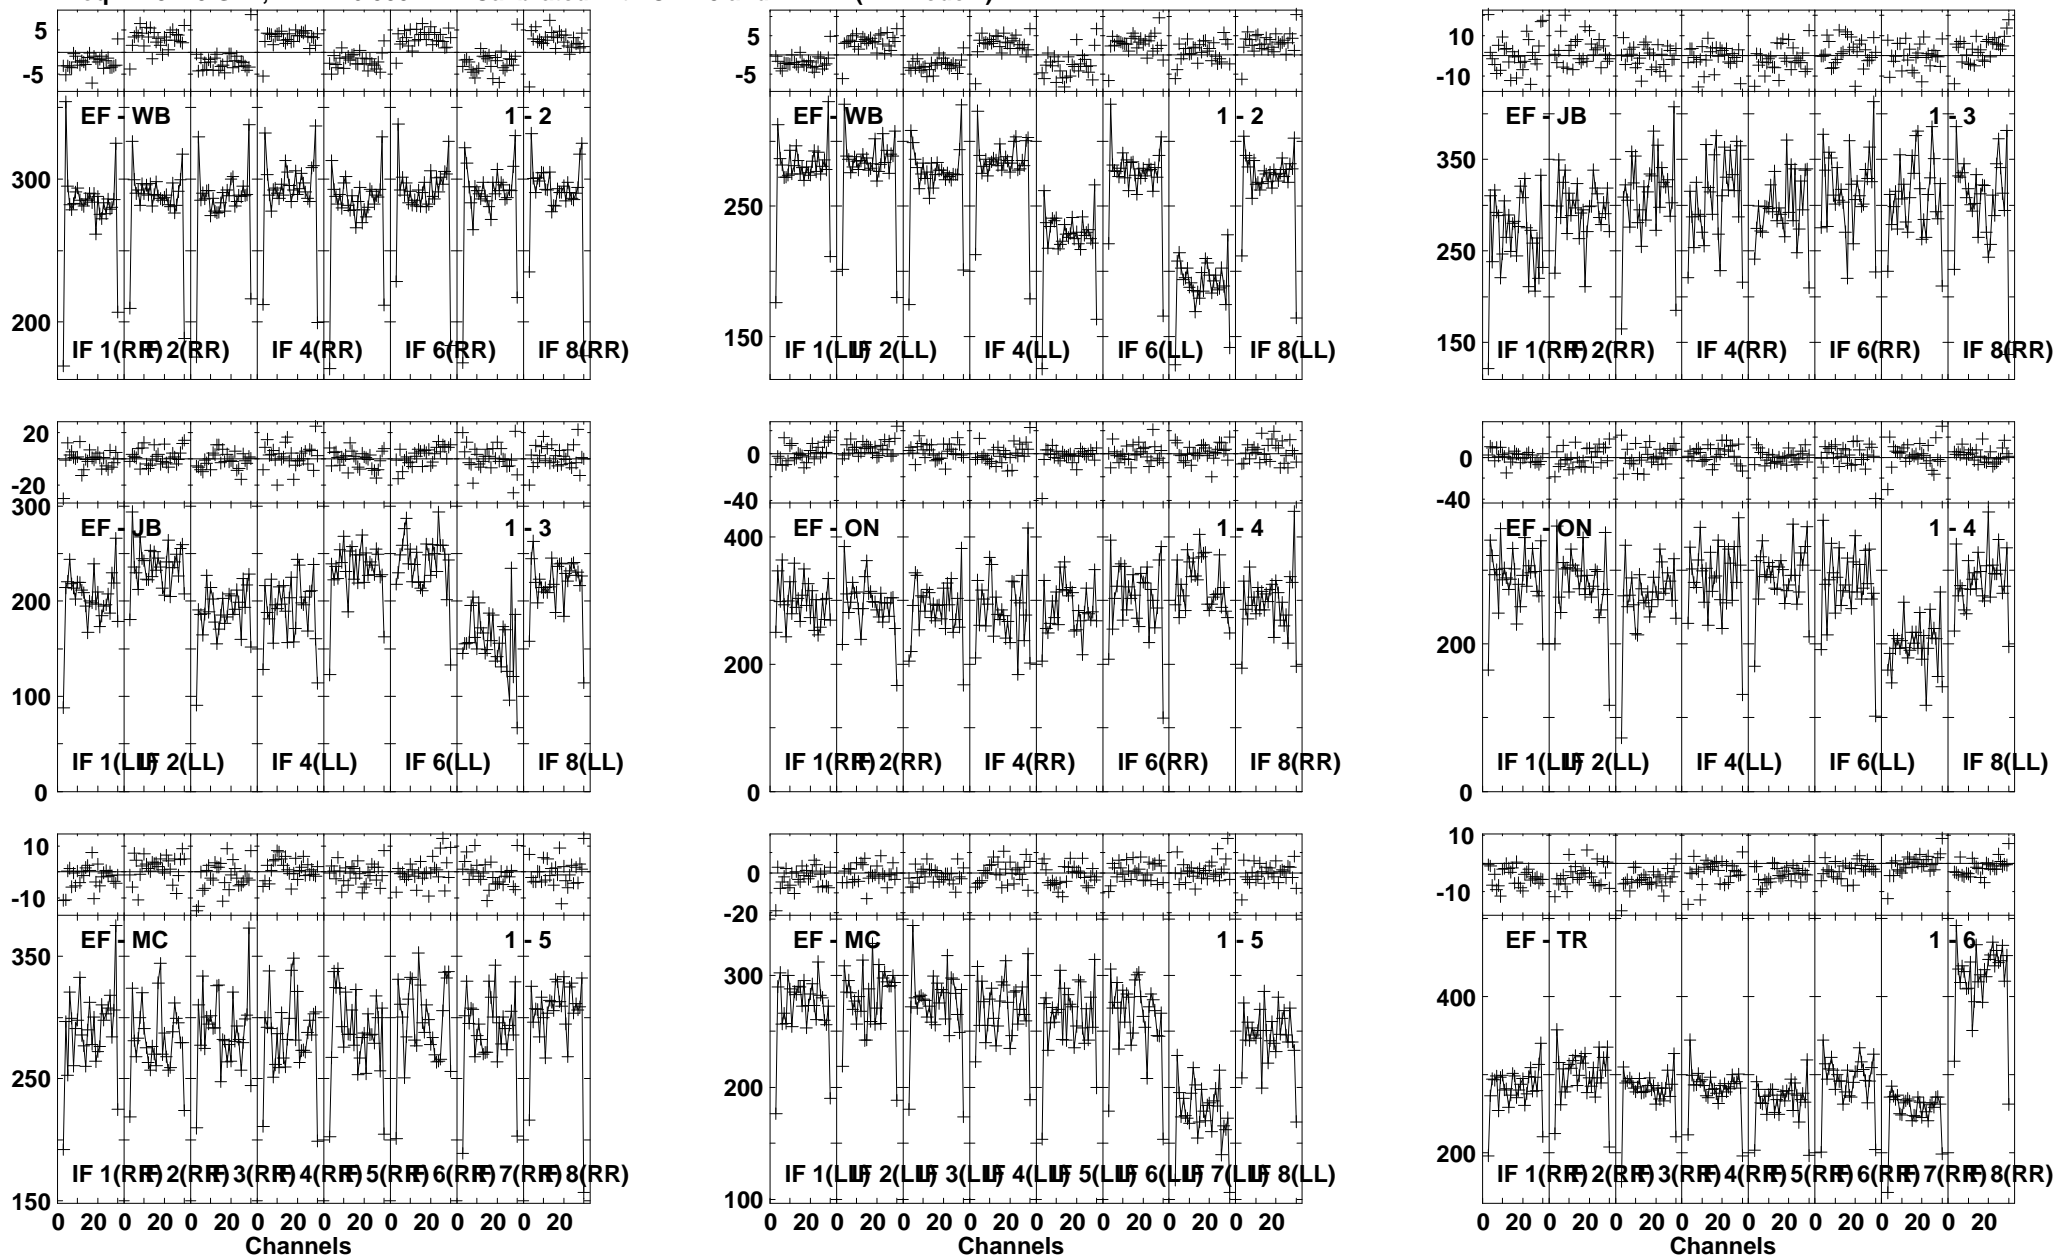 5 5 10
-5 -5 -10
EF - WB 1 - 2 EF - WB 1 - 2 EF - JB 1 - 3
300 250 350
250
200 150 150
IF 1(RR) IF 2(RR) IF 4(RR) IF 6(RR) IF 8(RR) IF 1(LL) IF 2(LL) IF 4(LL) IF 6(LL) IF 8(LL) IF 1(RR) IF 2(RR) IF 4(RR) IF 6(RR) IF 8(RR)
20 0 0
-20 -40 -40
300
EF - JB 1 - 3 EF - ON 1 - 4 EF - ON 1 - 4
400
200 200 200
100
IF 1(LL) IF 2(LL) IF 4(LL) IF 6(LL) IF 8(LL) IF 1(RR) IF 2(RR) IF 4(RR) IF 6(RR) IF 8(RR) IF 1(LL) IF 2(LL) IF 4(LL) IF 6(LL) IF 8(LL)
0 0 0
10 0 10
-10 -20 -10
EF - MC 1 - 5 EF - MC 1 - 5 EF - TR 1 - 6
350 300 400
250 200 200
IF 1(RR) IF 2(RR) IF 3(RR) IF 4(RR) IF 5(RR) IF 6(RR) IF 7(RR) IF 8(RR) IF 1(LL) IF 2(LL) IF 3(LL) IF 4(LL) IF 5(LL) IF 6(LL) IF 7(LL) IF 8(LL) IF 1(RR) IF 2(RR) IF 3(RR) IF 4(RR) IF 5(RR) IF 6(RR) IF 7(RR) IF 8(RR)
150 100
0 20 0 20 0 20 0 20 0 20 0 20 0 20 0 20 0 20 0 20 0 20 0 20 0 20 0 20 0 20 0 20 0 20 0 20 0 20 0 20 0 20 0 20 0 20 0 20
Channels Channels Channels